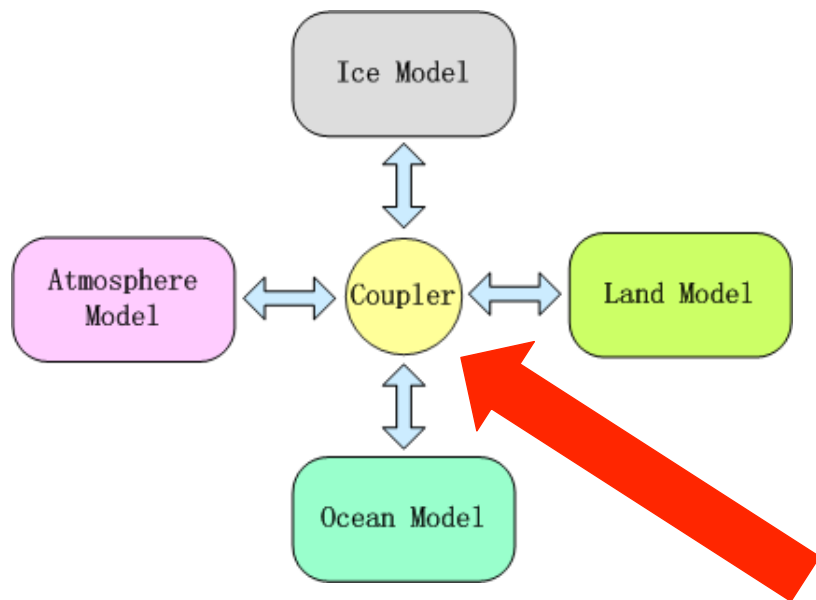 Ice Model
Atmosphere
Model
Coupler
Land Model
Ocean Model